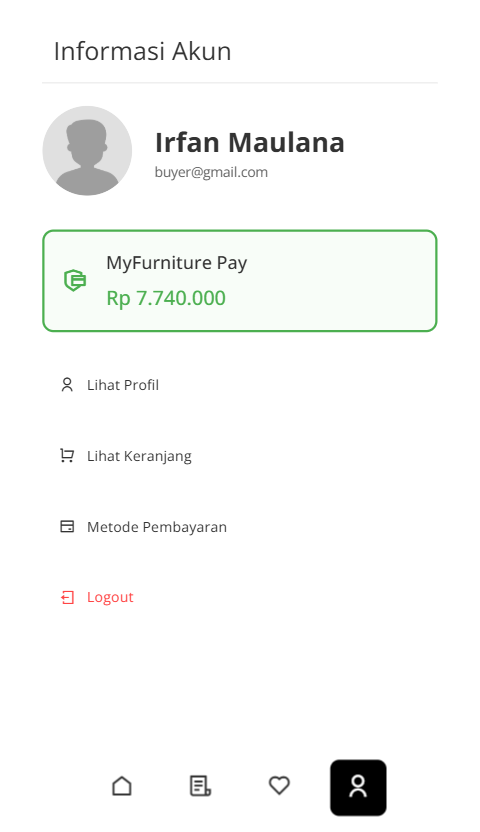 Informasi Akun
Irfan Maulana
buyer@gmail.com
MyFurniture Pay
Rp 7.740.000
Lihat Profil
Lihat Keranjang
Metode Pembayaran
Logout